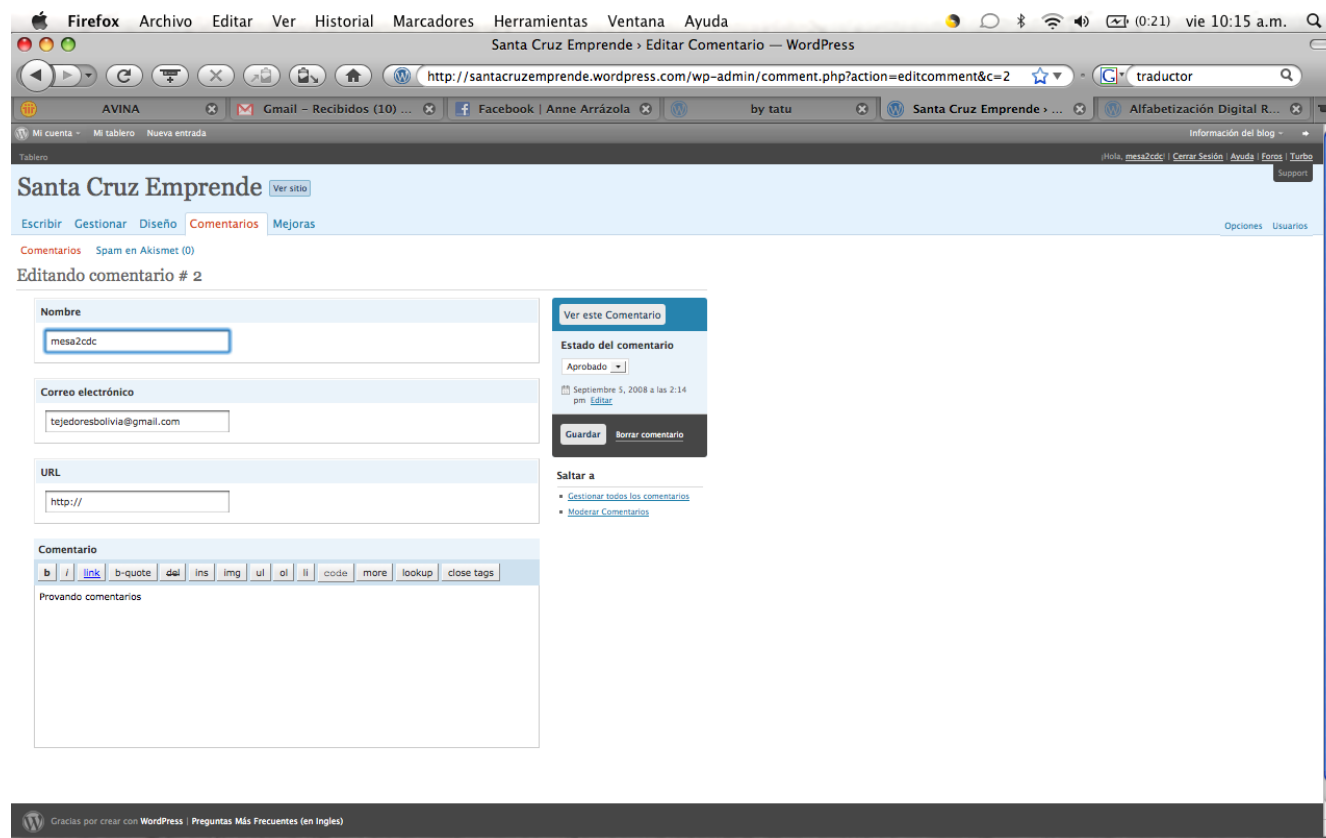 Firefox Archivo Editar Ver Historial Marcadores Herramientas Ventana Ayuda (0:21) vie 10:15 a.m.
Santa Cruz Emprende › Editar Comentario — WordPress
http://santacruzemprende.wordpress.com/wp-admin/comment.php?action=editcomment&c=2 traductor
AVINA Gmail – Recibidos (10) ... Facebook | Anne Arrázola by tatu Santa Cruz Emprende › ... Alfabetización Digital R...
Mi cuenta Mi tablero Nueva entrada Información del blog
Tablero ¡Hola, mesa2cdc! | Cerrar Sesión | Ayuda | Foros | Turbo
Support
Santa Cruz Emprende Ver sitio
Escribir Gestionar Diseño Comentarios Mejoras Opciones Usuarios
Comentarios Spam en Akismet (0)
Editando comentario # 2
Nombre
mesa2cdc
Correo electrónico
tejedoresbolivia@gmail.com
URL
http://
Comentario
b i link b-quote del ins img ul ol li code more lookup close tags
Provando comentarios
Ver este Comentario
Estado del comentario
Aprobado
Septiembre 5, 2008 a las 2:14
pm Editar
Guardar Borrar comentario
Saltar a
Gestionar todos los comentarios
Moderar Comentarios
Gracias por crear con WordPress | Preguntas Más Frecuentes (en Ingles)